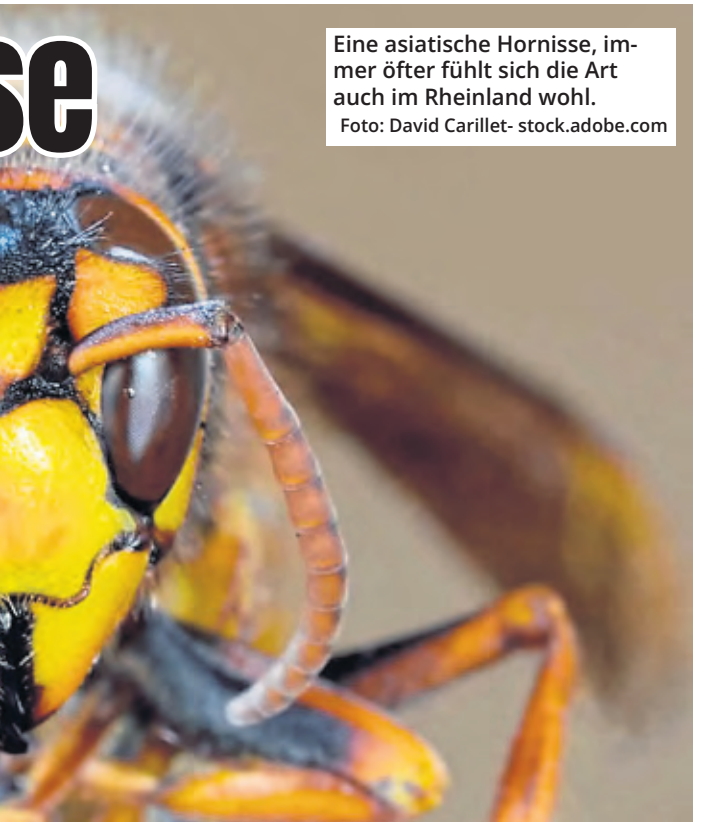 se
Eine asiatische Hornisse, im-
mer öfter fühlt sich die Art
auch im Rheinland wohl.
Foto: David Carillet- stock.adobe.com